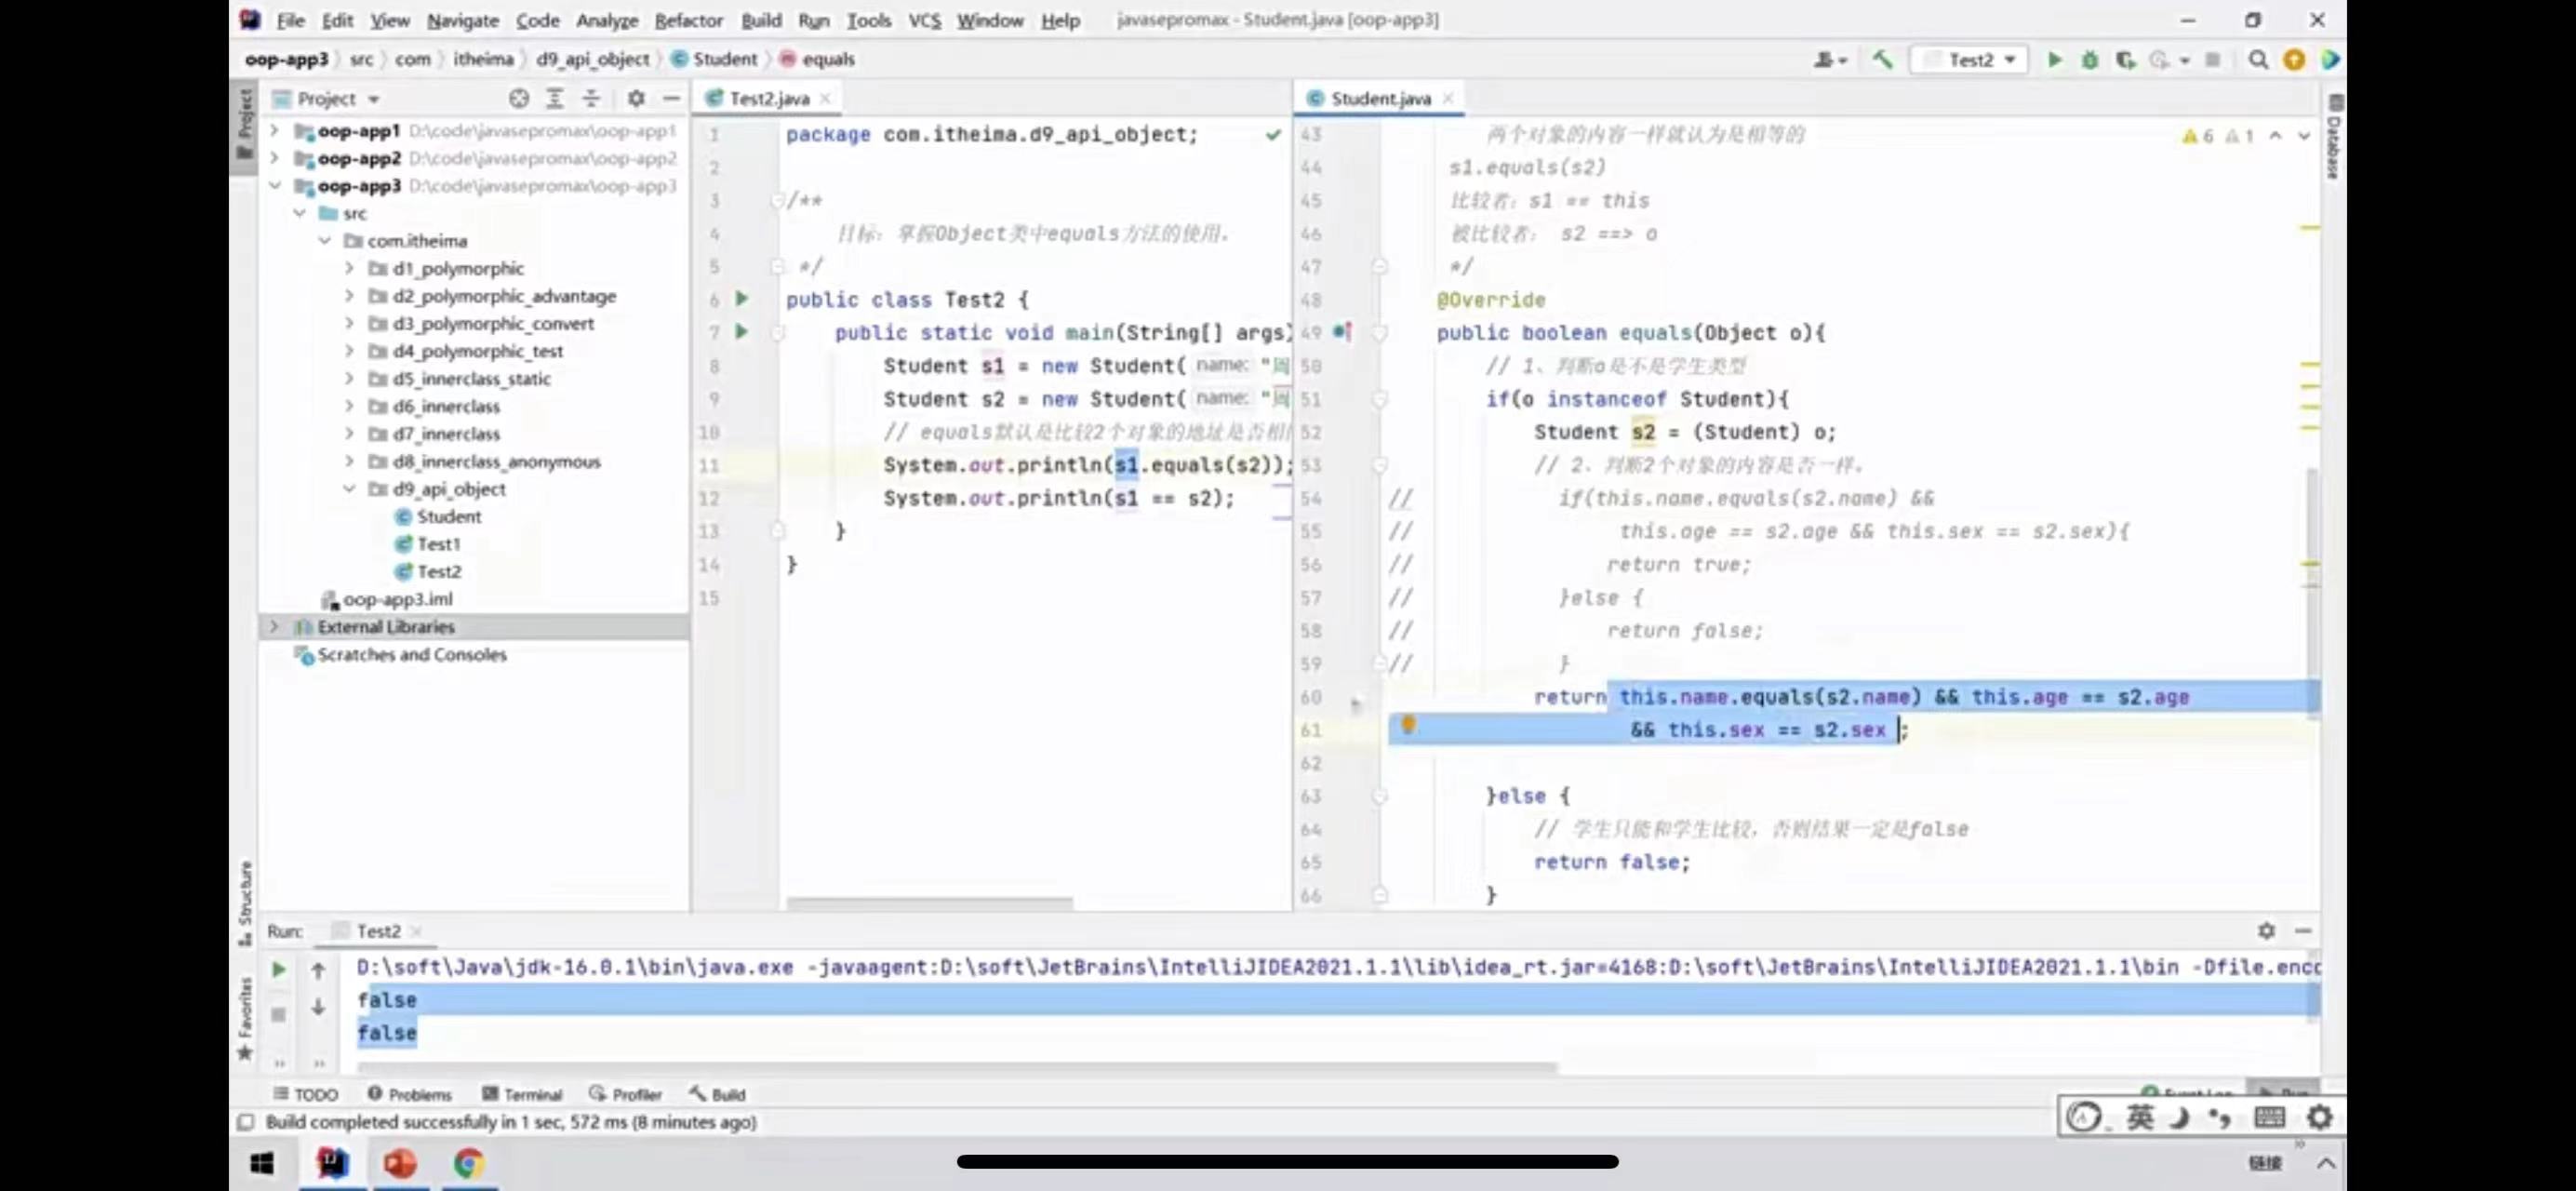 File Edit View Navigate Code Analyze Refactor Build Run Tools VCS Window Help javasepromax - Student.java [oop-app3]
oop-app3 src com itheima d9_api_object Student equals Test2
Project
Project
oop-app1 D:\code\javasepromax\oop-app1
oop-app2 D:\code\javasepromax\oop-app2
oop-app3 D:\code\javasepromax\oop-app3
src
com.itheima
d1_polymorphic
d2_polymorphic_advantage
d3_polymorphic_convert
d4_polymorphic_test
d5_innerclass_static
d6_innerclass
d7_innerclass
d8_innerclass_anonymous
d9_api_object
Student
Test1
Test2
oop-app3.iml
External Libraries
Scratches and Consoles
Structure
Favorites
Test2.java
1 package com.itheima.d9_api_object;
2
3 /**
4 目标：掌握Object类中equals方法的使用。
5 */
6 public class Test2 {
7 public static void main(String[] args)
8 Student s1 = new Student( name: "周
9 Student s2 = new Student( name: "周
10 // equals默认是比较2个对象的地址是否相
11 System.out.println(s1.equals(s2));
12 System.out.println(s1 == s2);
13 }
14 }
15
Student.java
6 1
Database
43 两个对象的内容一样就认为是相等的
44 s1.equals(s2)
45 比较者：s1 == this
46 被比较者： s2 ==> o
47 */
48 @Override
49 public boolean equals(Object o){
50 // 1、判断o是不是学生类型
51 if(o instanceof Student){
52 Student s2 = (Student) o;
53 // 2、判断2个对象的内容是否一样。
54 // if(this.name.equals(s2.name) &&
55 // this.age == s2.age && this.sex == s2.sex){
56 // return true;
57 // }else {
58 // return false;
59 // }
60 return this.name.equals(s2.name) && this.age == s2.age
61 && this.sex == s2.sex ;
62
63 }else {
64 // 学生只能和学生比较，否则结果一定是false
65 return false;
66 }
Run: Test2
D:\soft\Java\jdk-16.0.1\bin\java.exe -javaagent:D:\soft\JetBrains\IntelliJIDEA2021.1.1\lib\idea_rt.jar=4168:D:\soft\JetBrains\IntelliJIDEA2021.1.1\bin -Dfile.enco
false
false
TODO Problems Terminal Profiler Build
Build completed successfully in 1 sec, 572 ms (8 minutes ago)
英
链接